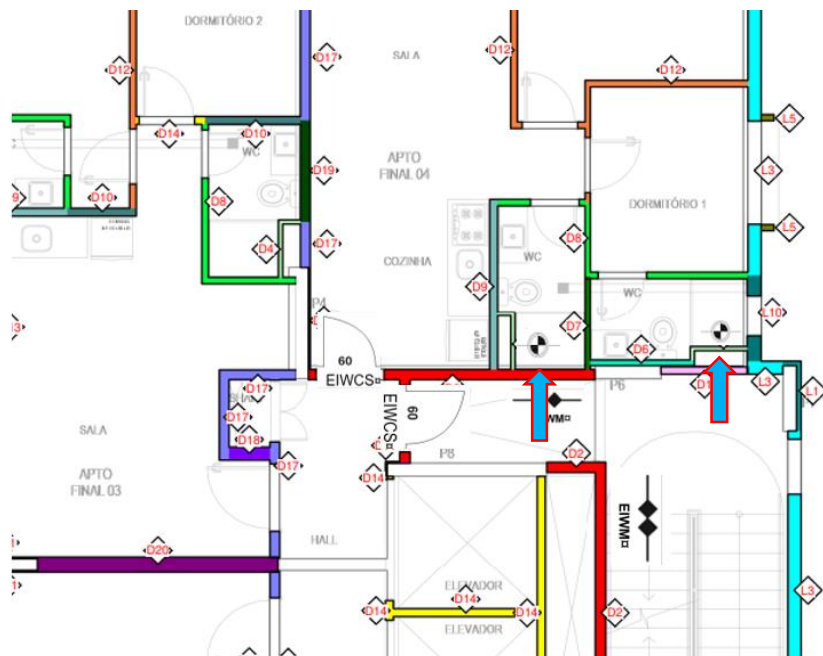 DORMITÓRIO 2
D17
SALA
D12
D12
D12
D14
D10
L5
WC
APTO
FINAL 04
D19
L3
D10
D8
DORMITÓRIO 1
D17
D4
D8
L5
WC
COZINHA
D9
WC
P4
D7
L10
D6
60
EIWCS¤
D17
P6
L3
L1
60
EIWCS¤
D17
D18
SALA
P8
D2
D17
D14
APTO
FINAL 03
EIWM¤
HALL
D20
ELEVADOR
D14
D14
D14
D2
L3
ELEVADOR